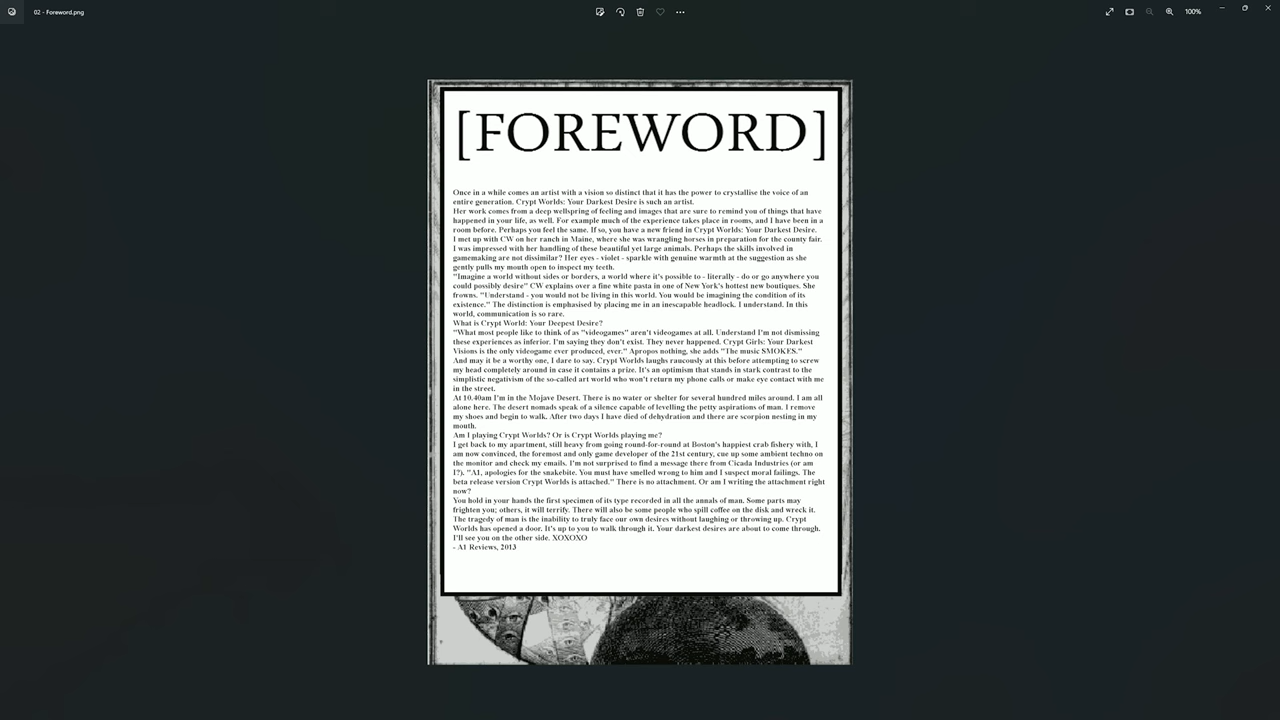 02 - Foreword.png
100%
[FOREWORD]
Once in a while comes an artist with a vision so distinct that it has the power to crystallise the voice of an
entire generation. Crypt Worlds: Your Darkest Desire is such an artist.
Her work comes from a deep wellspring of feeling and images that are sure to remind you of things that have
happened in your life, as well. For example much of the experience takes place in rooms, and I have been in a
room before. Perhaps you feel the same. If so, you have a new friend in Crypt Worlds: Your Darkest Desire.
I met up with CW on her ranch in Maine, where she was wrangling horses in preparation for the county fair.
I was impressed with her handling of these beautiful yet large animals. Perhaps the skills involved in
gamemaking are not dissimilar? Her eyes - violet - sparkle with genuine warmth at the suggestion as she
gently pulls my mouth open to inspect my teeth.
"Imagine a world without sides or borders, a world where it's possible to - literally - do or go anywhere you
could possibly desire" CW explains over a fine white pasta in one of New York's hottest new boutiques. She
frowns. "Understand - you would not be living in this world. You would be imagining the condition of its
existence." The distinction is emphasised by placing me in an inescapable headlock. I understand. In this
world, communication is so rare.
What is Crypt World: Your Deepest Desire?
"What most people like to think of as "videogames" aren't videogames at all. Understand I'm not dismissing
these experiences as inferior. I'm saying they don't exist. They never happened. Crypt Girls: Your Darkest
Visions is the only videogame ever produced, ever." Apropos nothing, she adds "The music SMOKES."
And may it be a worthy one, I dare to say. Crypt Worlds laughs raucously at this before attempting to screw
my head completely around in case it contains a prize. It's an optimism that stands in stark contrast to the
simplistic negativism of the so-called art world who won't return my phone calls or make eye contact with me
in the street.
At 10.40am I'm in the Mojave Desert. There is no water or shelter for several hundred miles around. I am all
alone here. The desert nomads speak of a silence capable of levelling the petty aspirations of man. I remove
my shoes and begin to walk. After two days I have died of dehydration and there are scorpion nesting in my
mouth.
Am I playing Crypt Worlds? Or is Crypt Worlds playing me?
I get back to my apartment, still heavy from going round-for-round at Boston's happiest crab fishery with, I
am now convinced, the foremost and only game developer of the 21st century, cue up some ambient techno on
the monitor and check my emails. I'm not surprised to find a message there from Cicada Industries (or am
I?). "A1, apologies for the snakebite. You must have smelled wrong to him and I suspect moral failings. The
beta release version Crypt Worlds is attached." There is no attachment. Or am I writing the attachment right
now?
You hold in your hands the first specimen of its type recorded in all the annals of man. Some parts may
frighten you; others, it will terrify. There will also be some people who spill coffee on the disk and wreck it.
The tragedy of man is the inability to truly face our own desires without laughing or throwing up. Crypt
Worlds has opened a door. It's up to you to walk through it. Your darkest desires are about to come through.
I'll see you on the other side. XOXOXO
- A1 Reviews, 2013